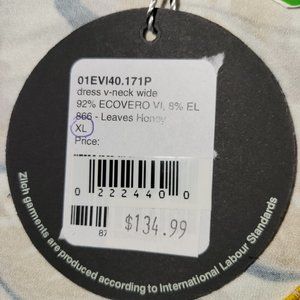 01EVI40.171P
dress v-neck wide
92% ECOVERO VI, 8% EL
866 - Leaves Honey
XL
Price:
0 222440 0
87
$134.99
Zilch garments are produced according to International Labour Standards